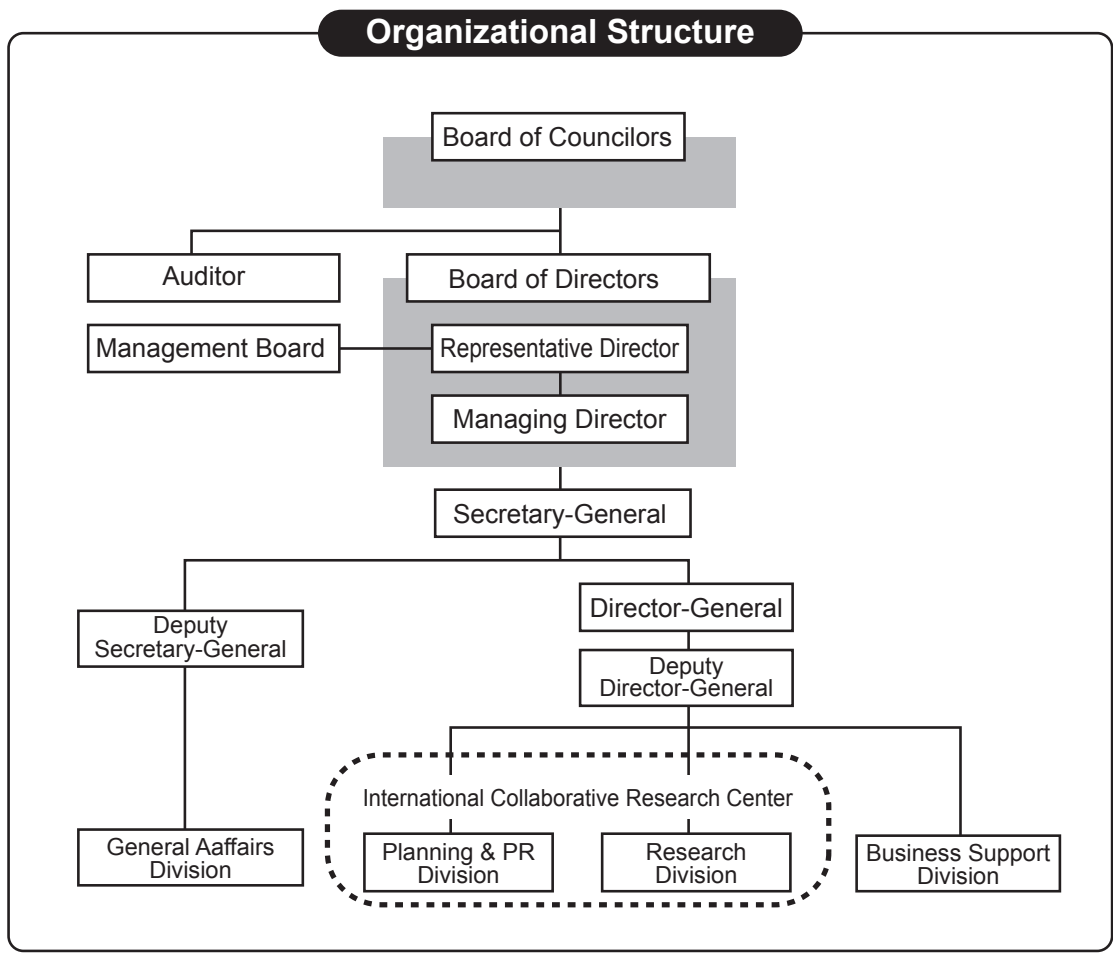 Organizational Structure
Board of Councilors
Auditor
Board of Directors
Management Board
Representative Director
Managing Director
Secretary-General
Deputy
Secretary-General
Director-General
Deputy
Director-General
International Collaborative Research Center
General Aaffairs
Division
Planning & PR
Division
Research
Division
Business Support
Division